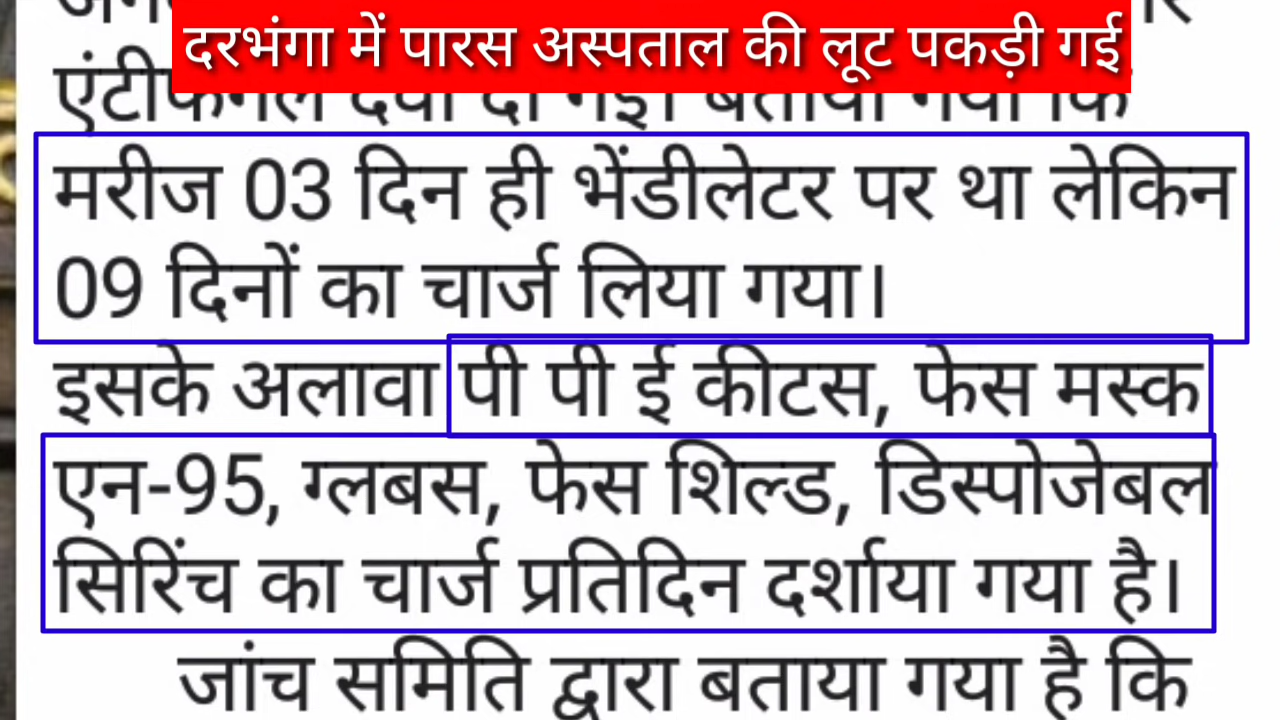 दरभंगा में पारस अस्पताल की लूट पकड़ी गई
मरीज 03 दिन ही भेंडीलेटर पर था लेकिन
09 दिनों का चार्ज लिया गया।
इसके अलावा पी पी ई कीटस, फेस मस्क
एन-95, ग्लबस, फेस शिल्ड, डिस्पोजेबल
सिरिंच का चार्ज प्रतिदिन दर्शाया गया है।
जांच समिति द्वारा बताया गया है कि